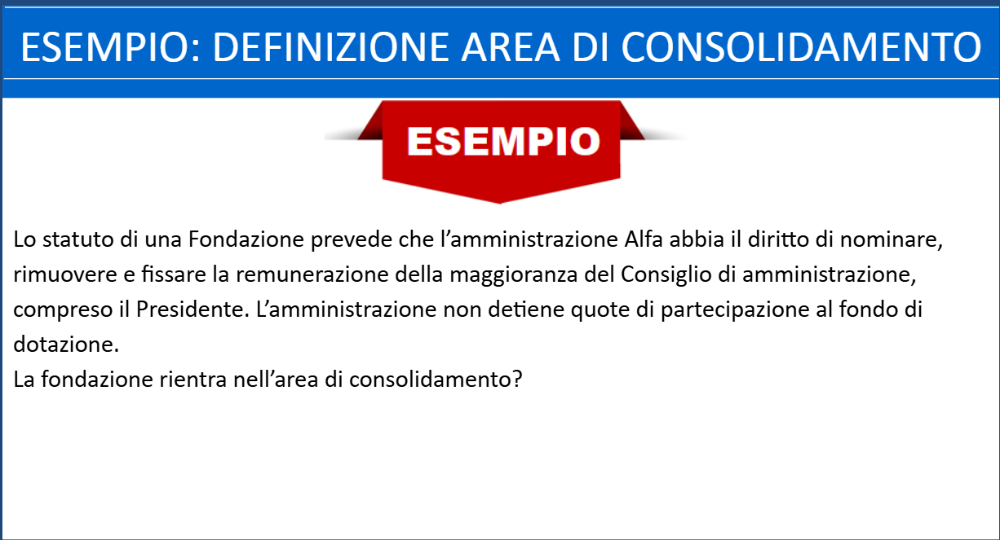 ESEMPIO: DEFINIZIONE AREA DI CONSOLIDAMENTO
ESEMPIO
Lo statuto di una Fondazione prevede che l’amministrazione Alfa abbia il diritto di nominare,
rimuovere e fissare la remunerazione della maggioranza del Consiglio di amministrazione,
compreso il Presidente. L’amministrazione non detiene quote di partecipazione al fondo di
dotazione.
La fondazione rientra nell’area di consolidamento?